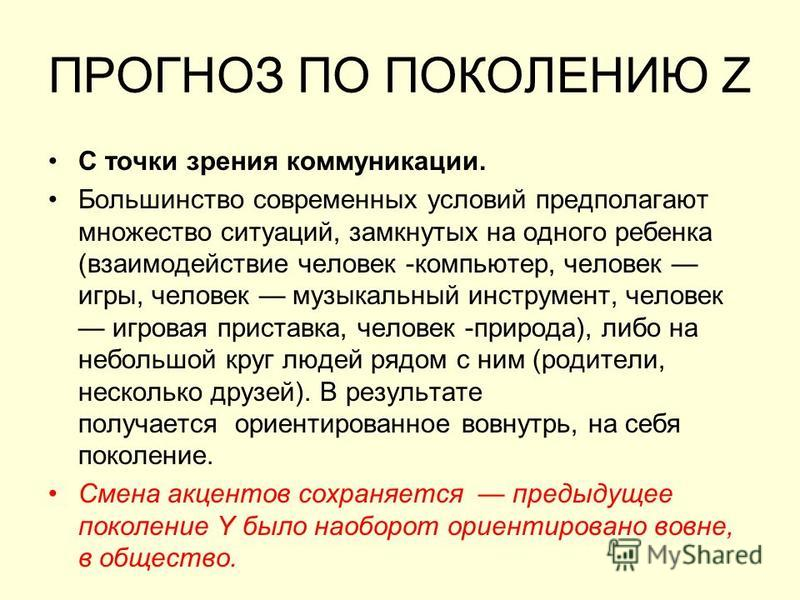 ПРОГНОЗ ПО ПОКОЛЕНИЮ Z
• С точки зрения коммуникации.
• Большинство современных условий предполагают
множество ситуаций, замкнутых на одного ребенка
(взаимодействие человек -компьютер, человек —
игры, человек — музыкальный инструмент, человек
— игровая приставка, человек -природа), либо на
небольшой круг людей рядом с ним (родители,
несколько друзей). В результате
получается  ориентированное вовнутрь, на себя
поколение.
• Смена акцентов сохраняется  — предыдущее
поколение Y было наоборот ориентировано вовне,
в общество.
MyShared